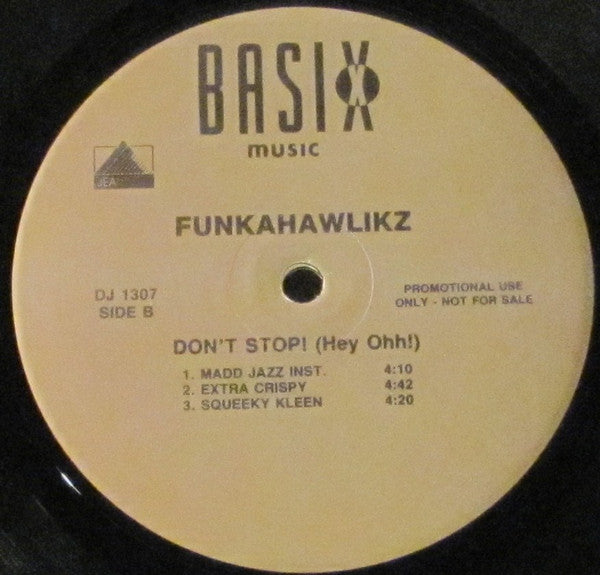 BASIX
MUSIC
JEA
FUNKAHAWLIKZ
DJ 1307
SIDE B
PROMOTIONAL USE
ONLY - NOT FOR SALE
DON'T STOP! (Hey Ohh!)
1. MADD JAZZ INST. 4:10
2. EXTRA CRISPY 4:42
3. SQUEEKY KLEEN 4:20